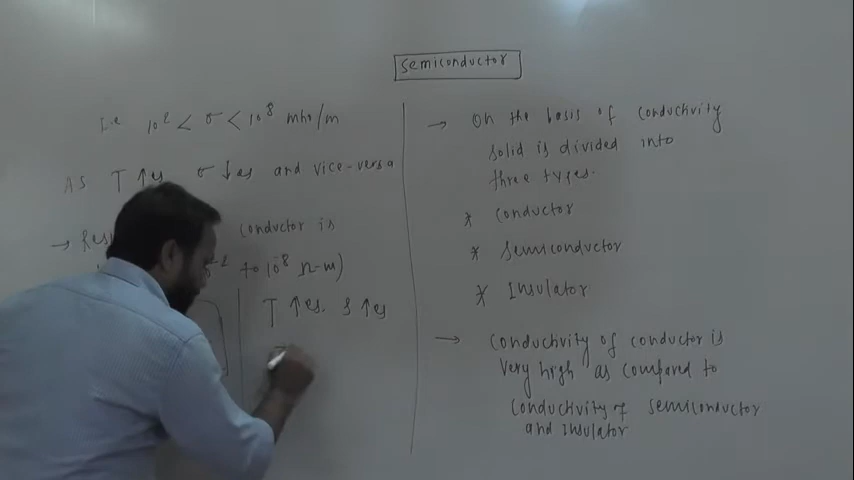 Semiconductor
i.e 10² < σ < 10⁸ mho/m
As T ↑es σ ↓es and vice-versa
→ conductor is
to 10⁻⁸ Ω-m)
T ↑es. ρ ↑es
→ On the basis of conductivity
solid is divided into
three types.
* conductor
* semiconductor
* Insulator
→ conductivity of conductor is
very high as compared to
conductivity of semiconductor
and insulator